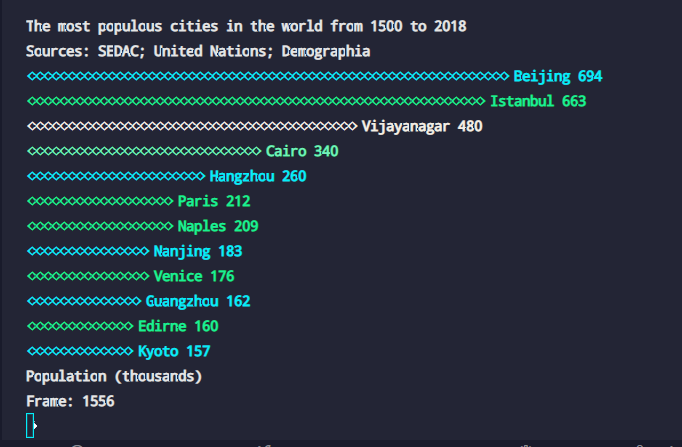 The most populous cities in the world from 1500 to 2018
Sources: SEDAC; United Nations; Demographia
Beijing 694
Istanbul 663
Vijayanagar 480
Cairo 340
Hangzhou 260
Paris 212
Naples 209
Nanjing 183
Venice 176
Guangzhou 162
Edirne 160
Kyoto 157
Population (thousands)
Frame: 1556